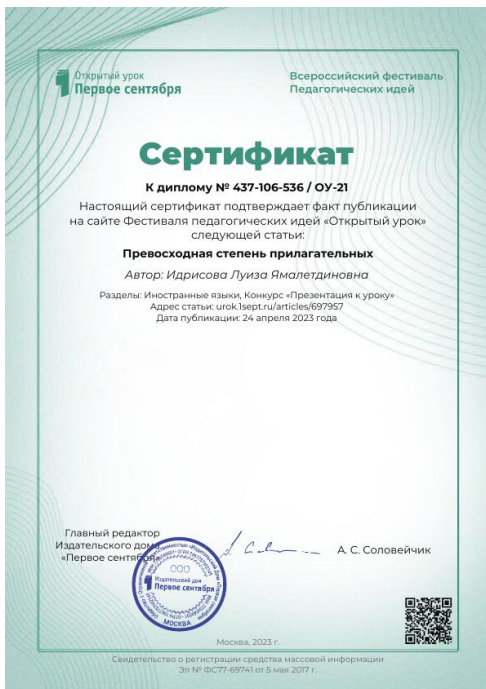 Открытый урок
Первое сентября
Всероссийский фестиваль
Педагогических идей
Сертификат
К диплому № 437-106-536 / ОУ-21
Настоящий сертификат подтверждает факт публикации
на сайте Фестиваля педагогических идей «Открытый урок»
следующей статьи:
Превосходная степень прилагательных
Автор: Идрисова Луиза Ямалетдиновна
Разделы: Иностранные языки, Конкурс «Презентация к уроку»
Адрес статьи: urok.1sept.ru/articles/697957
Дата публикации: 24 апреля 2023 года
Главный редактор
Издательского дома
«Первое сентября»
А. С. Соловейчик
ООО
Издательский дом
Первое сентября
МОСКВА
Москва, 2023 г.
Свидетельство о регистрации средства массовой информации
Эл № ФС77-69741 от 5 мая 2017 г.